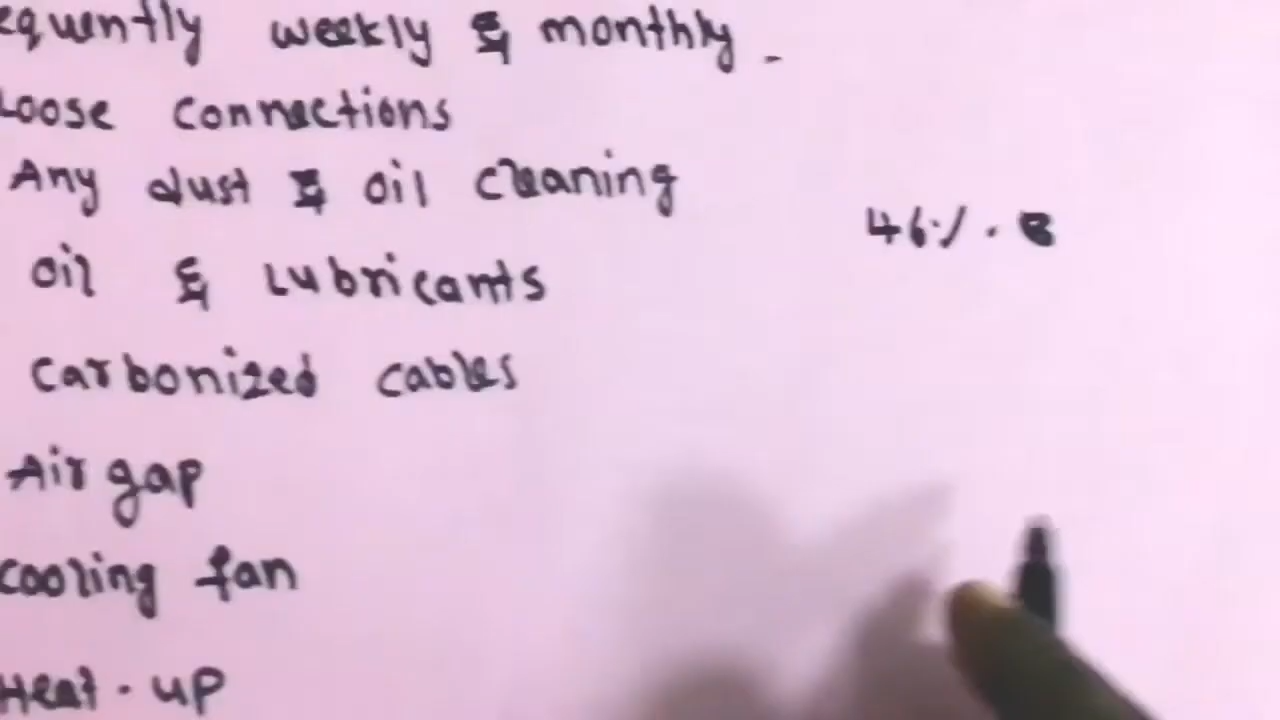 equently weekly & monthly.
Loose connections
Any dust & oil cleaning
46%.
Oil & Lubricants
Carbonized cables
Air gap
Cooling fan
Heat-up